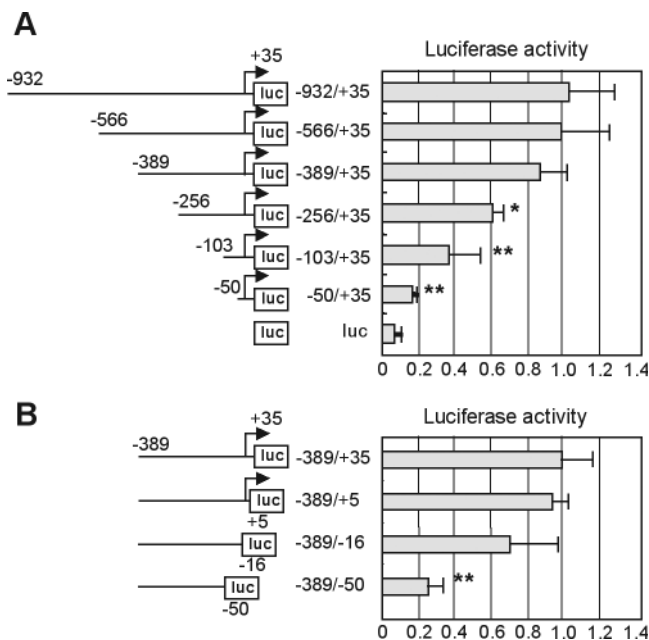 A
Luciferase activity
+35
-932 luc -932/+35
-566 luc -566/+35
-389 luc -389/+35
-256 luc -256/+35 *
-103 luc -103/+35 **
-50 luc -50/+35 **
luc luc
0 0.2 0.4 0.6 0.8 1.0 1.2 1.4
B
Luciferase activity
+35
-389 luc -389/+35
luc -389/+5
+5
luc -389/-16
-16
luc -389/-50 **
-50
0 0.2 0.4 0.6 0.8 1.0 1.2 1.4